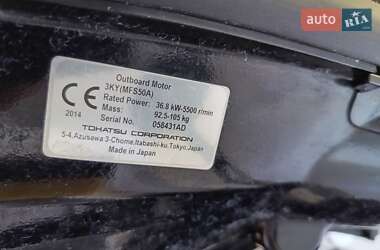 auto RIA
Outboard Motor
3KY(MFS50A)
CE
Rated Power: 36.8 kW-5500 r/min
Mass: 92.5-105 kg
2014
Serial No. 058431AD
TOHATSU CORPORATION
5-4,Azusawa 3-Chome,Itabashi-ku,Tokyo,Japan
Made in Japan